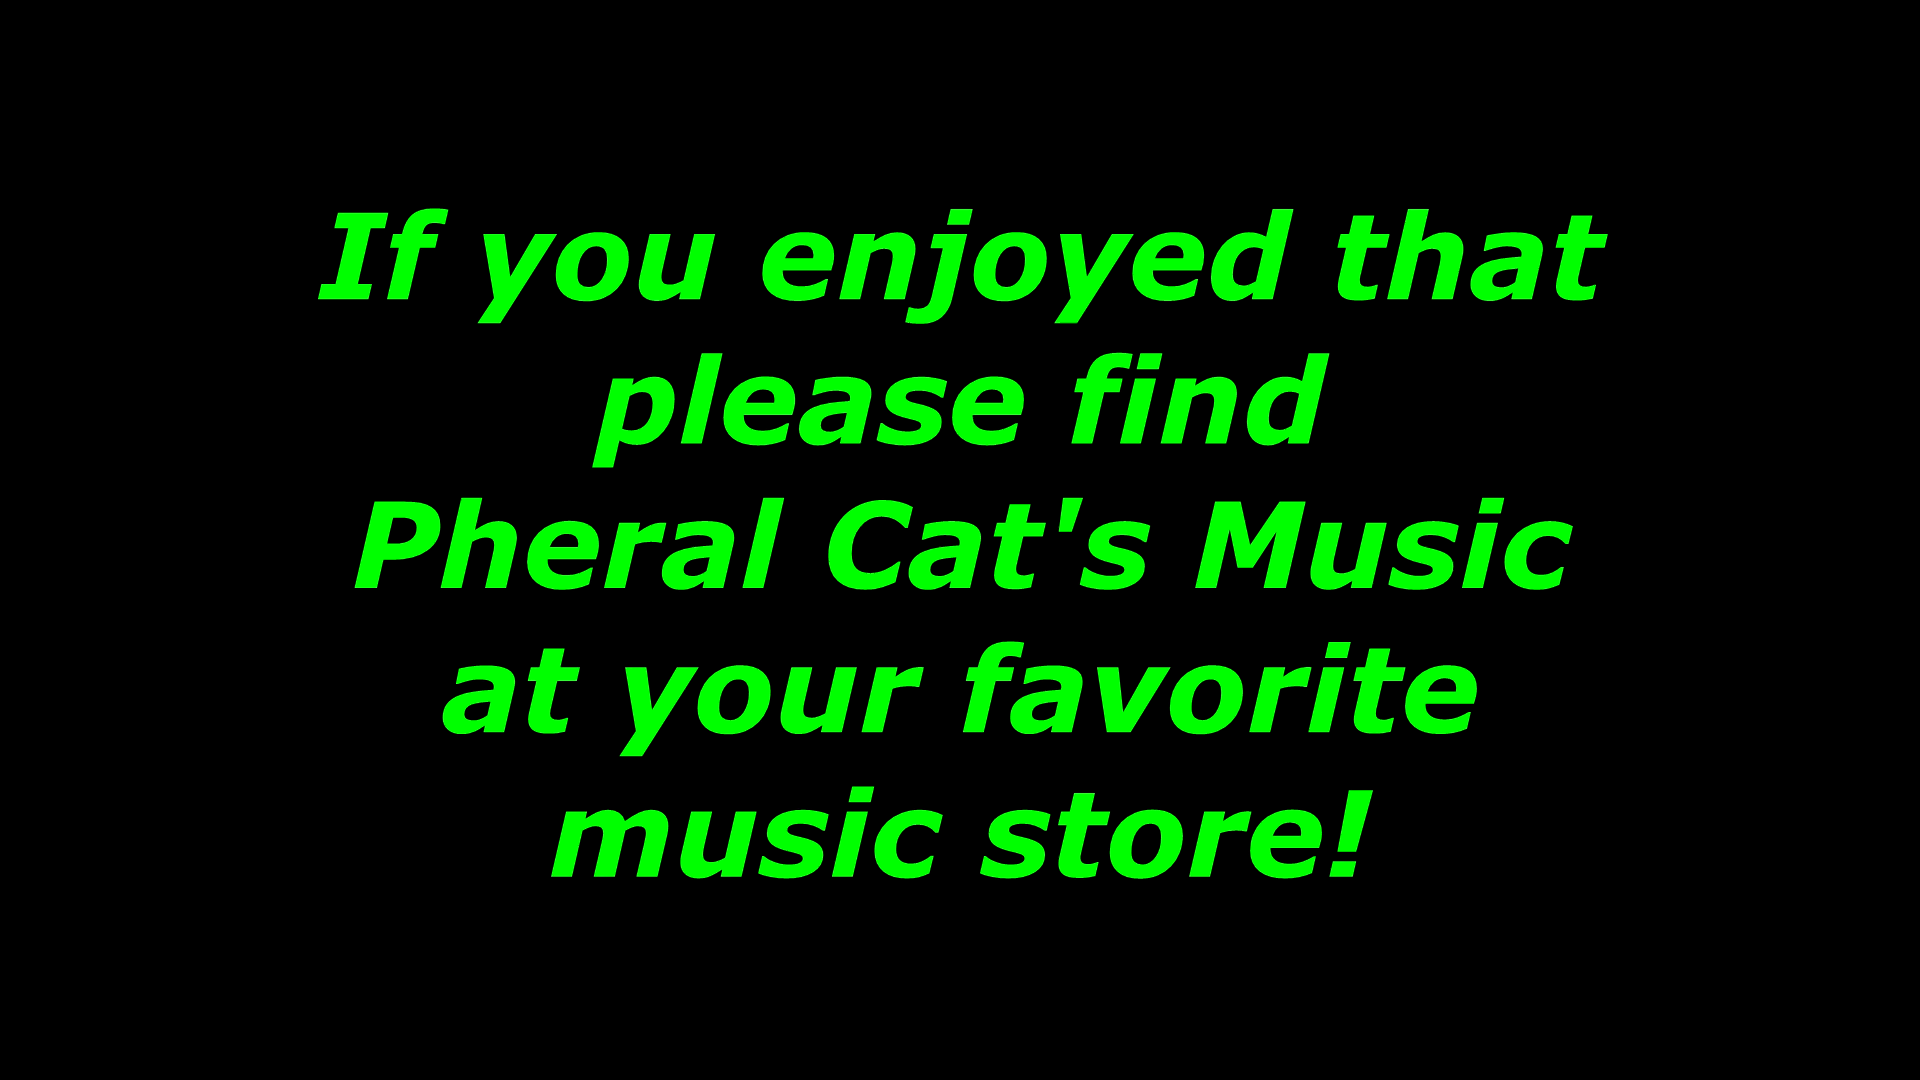 If you enjoyed that
please find
Pheral Cat's Music
at your favorite
music store!